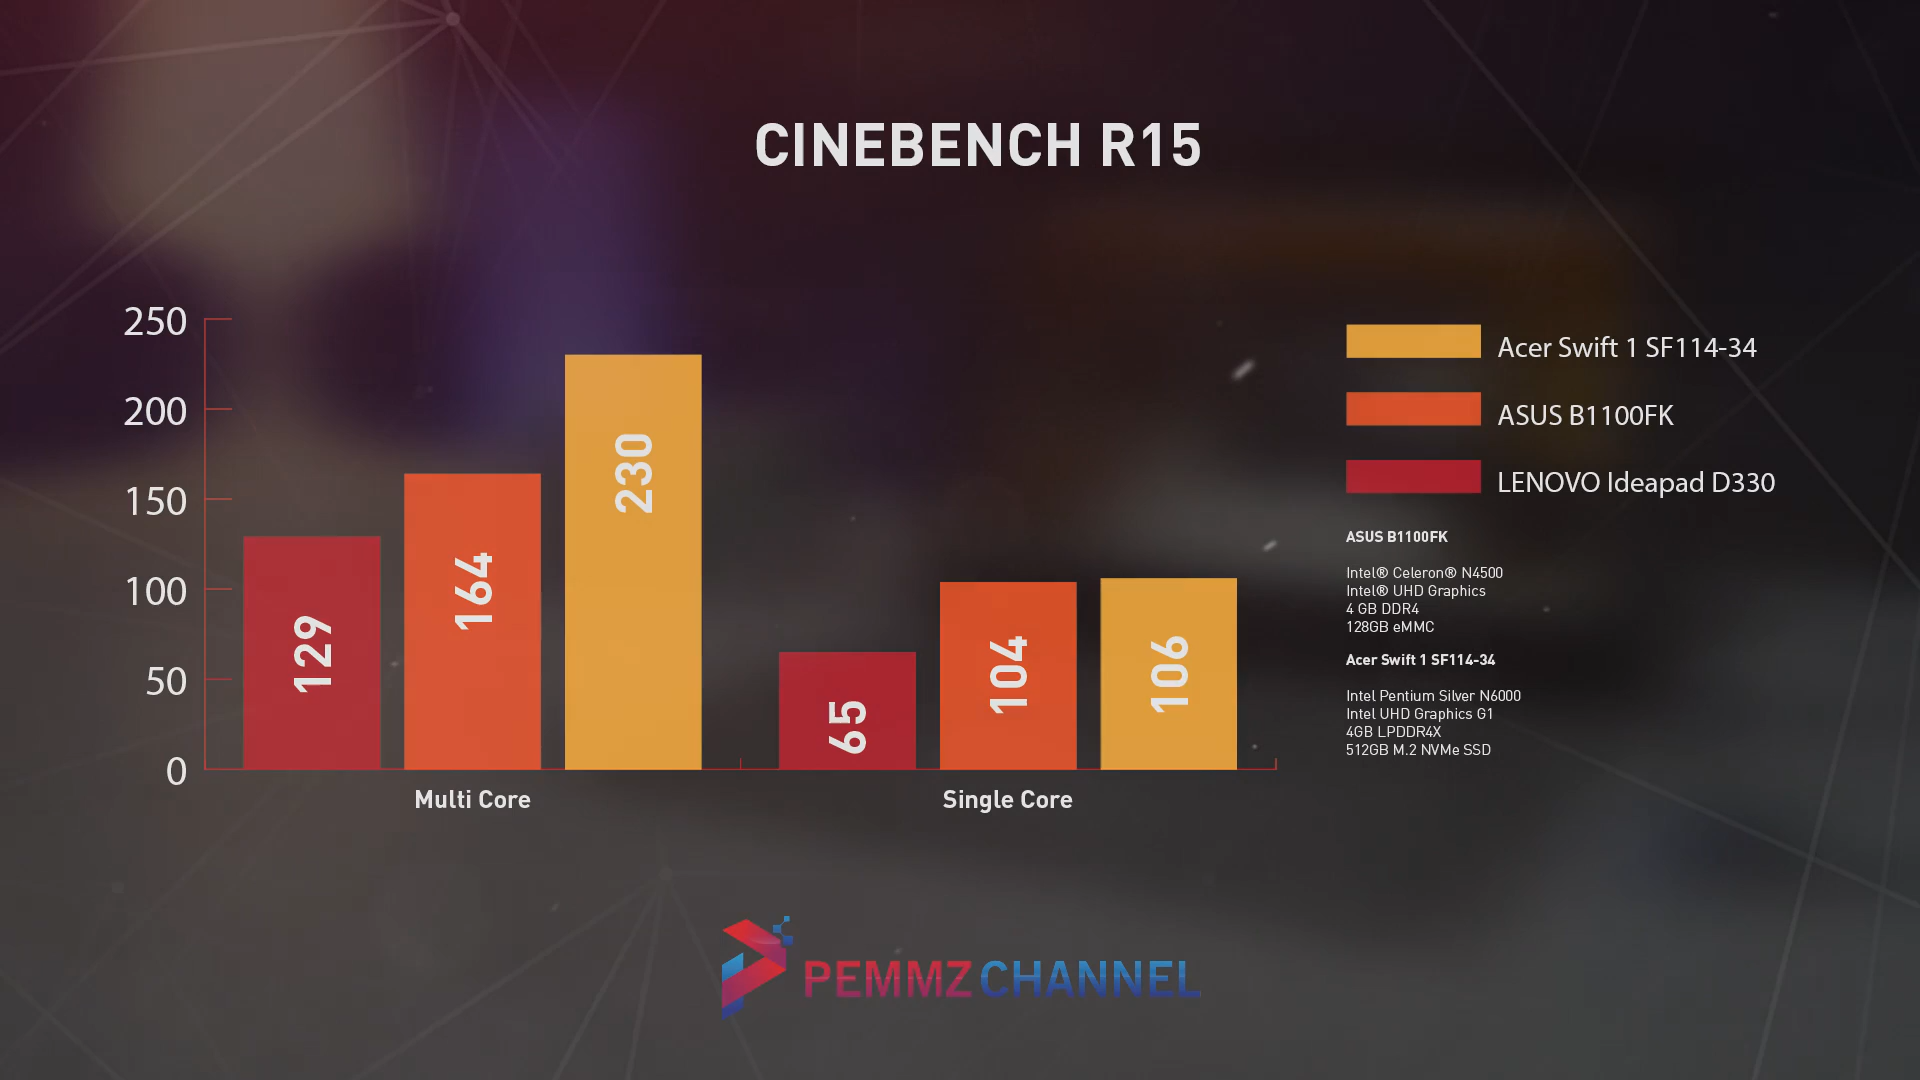 CINEBENCH R15
250
200
150
100
50
0
129
164
230
65
104
106
Multi Core
Single Core
Acer Swift 1 SF114-34
ASUS B1100FK
LENOVO Ideapad D330
ASUS B1100FK
Intel® Celeron® N4500
Intel® UHD Graphics
4 GB DDR4
128GB eMMC
Acer Swift 1 SF114-34
Intel Pentium Silver N6000
Intel UHD Graphics G1
4GB LPDDR4X
512GB M.2 NVMe SSD
PEMMZ CHANNEL